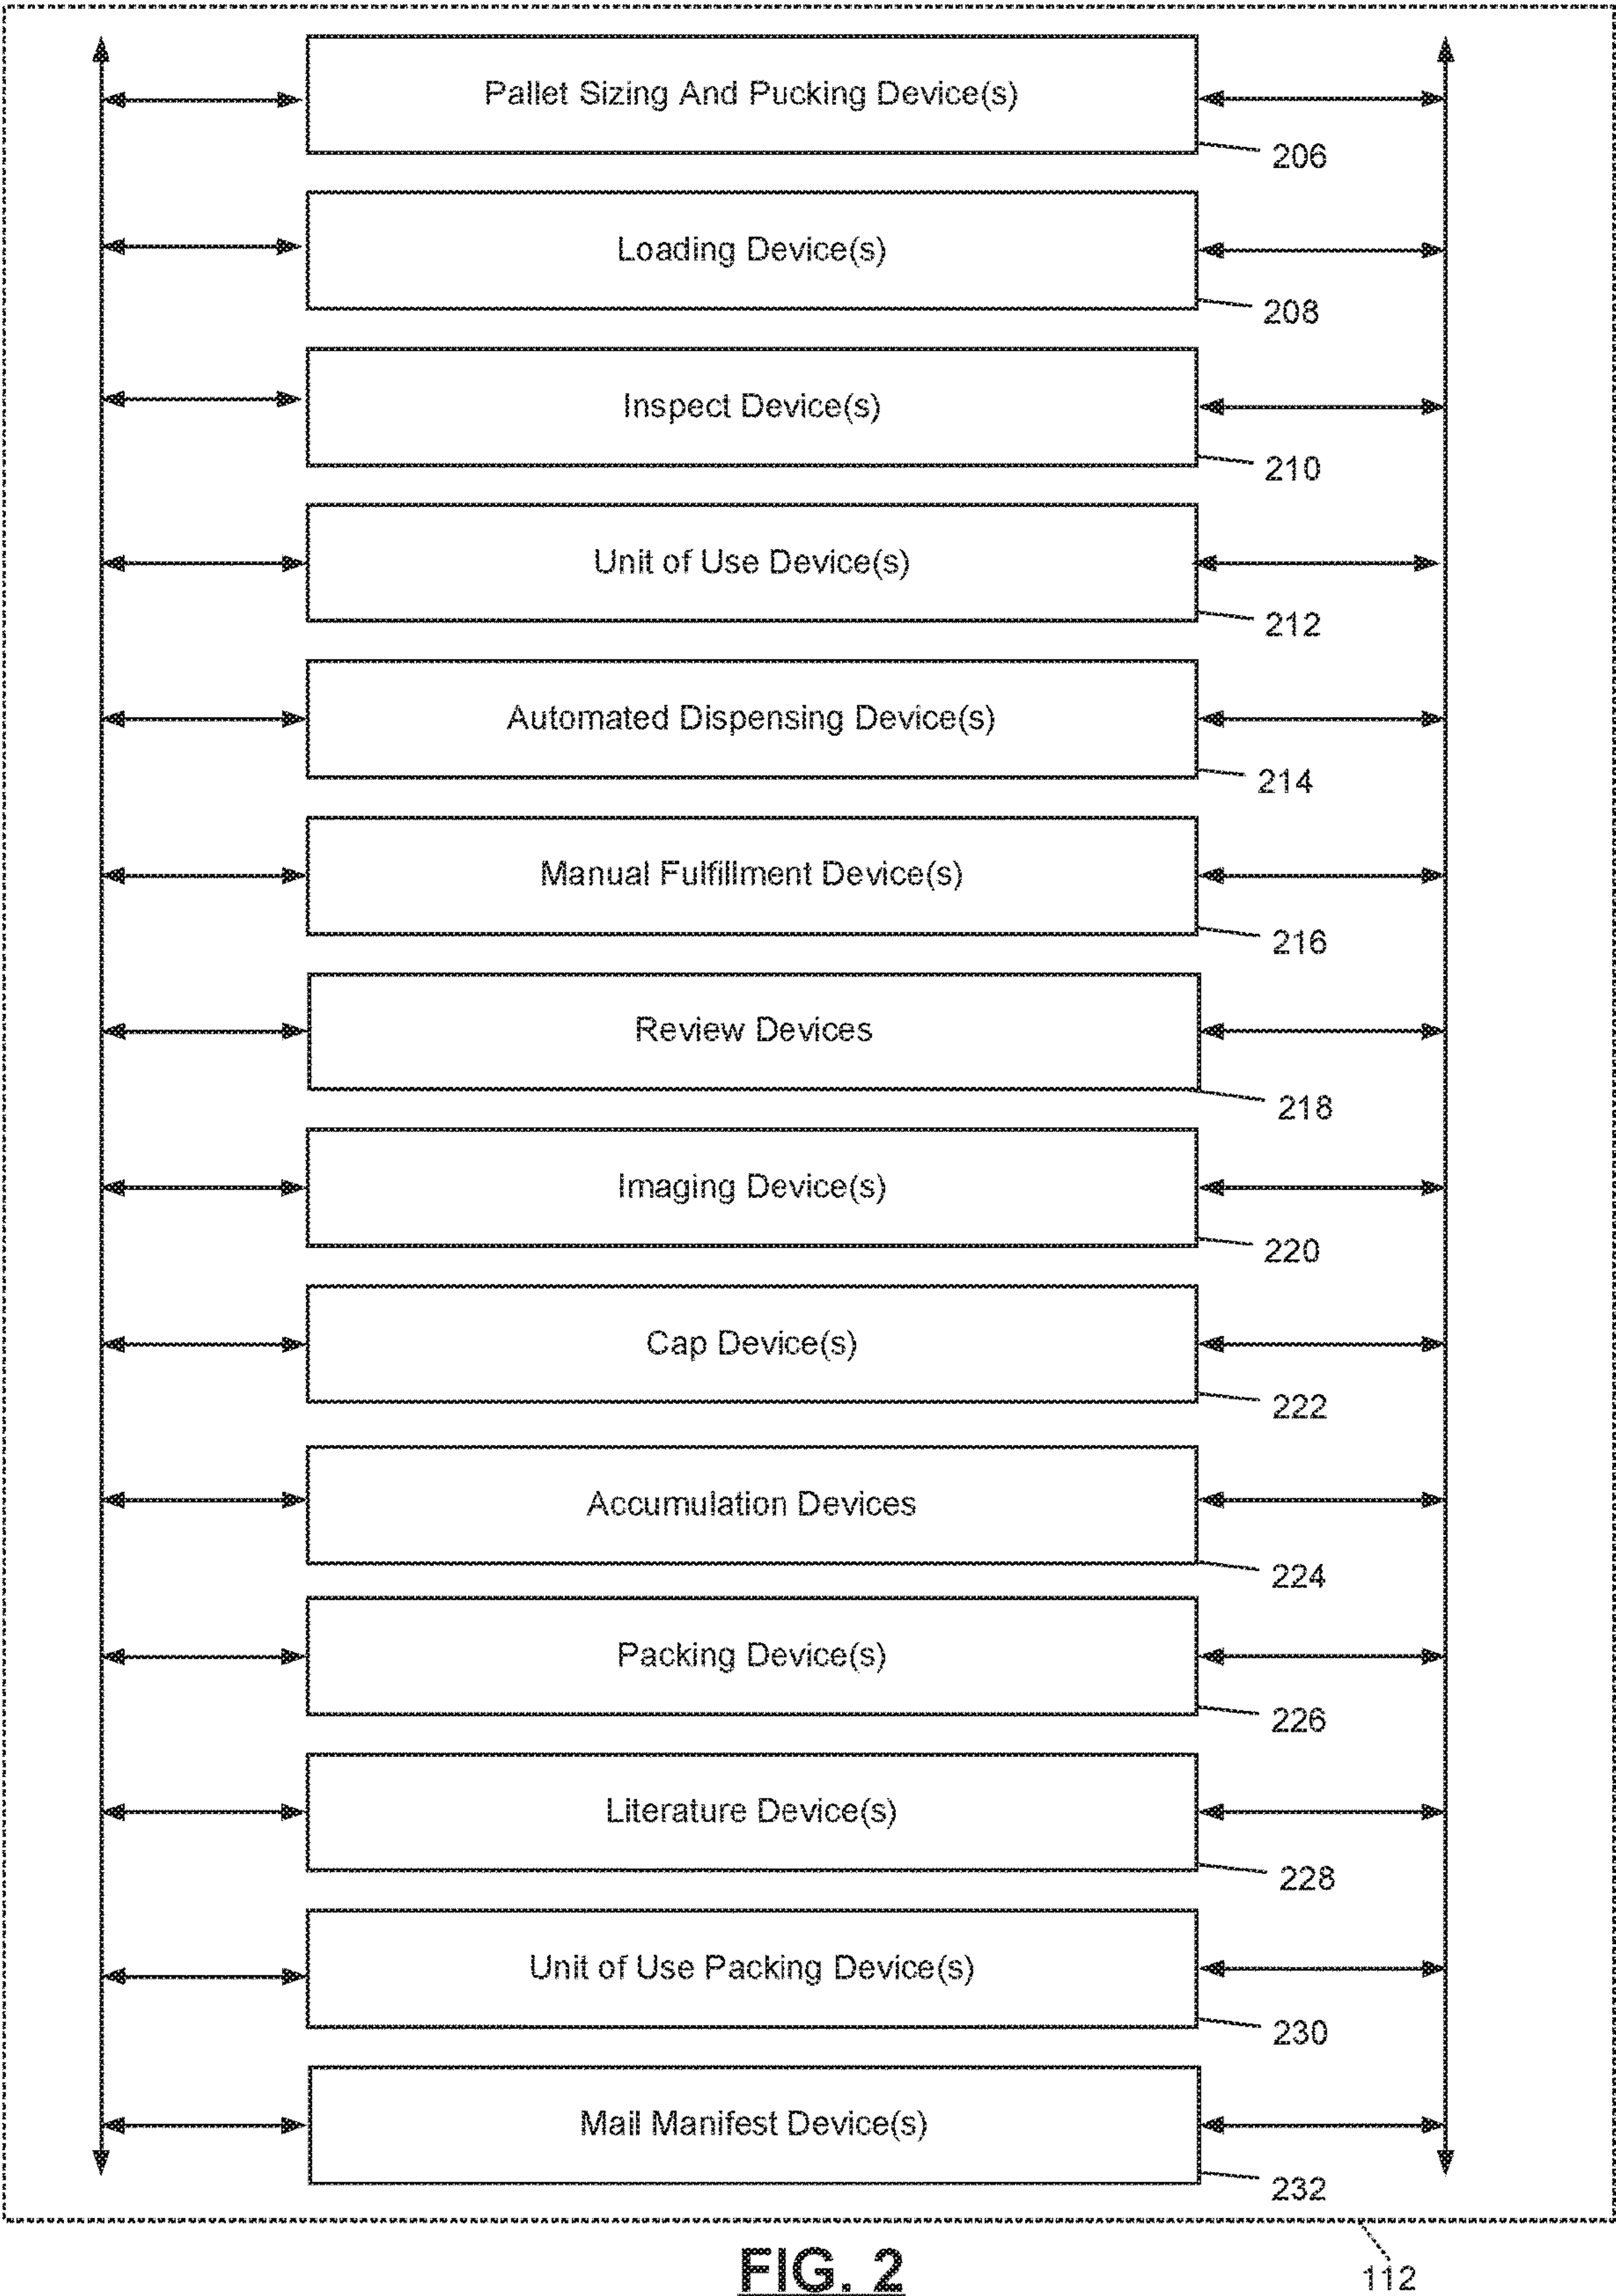 Pallet Sizing And Pucking Device(s)
206
Loading Device(s)
208
Inspect Device(s)
210
Unit of Use Device(s)
212
Automated Dispensing Device(s)
214
Manual Fulfillment Device(s)
216
Review Devices
218
Imaging Device(s)
220
Cap Device(s)
222
Accumulation Devices
224
Packing Device(s)
226
Literature Device(s)
228
Unit of Use Packing Device(s)
230
Mail Manifest Device(s)
232
FIG. 2
112